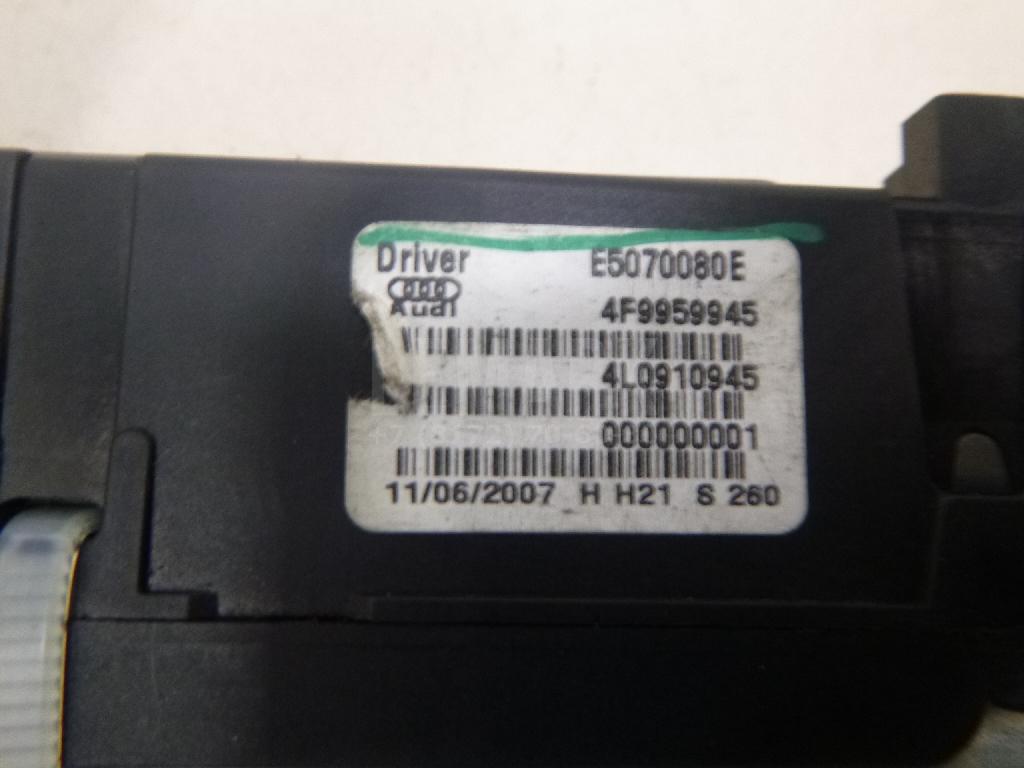 Driver E5070080E
Audi 4F9959945
4L0910945
000000001
11/06/2007 H H21 S 260